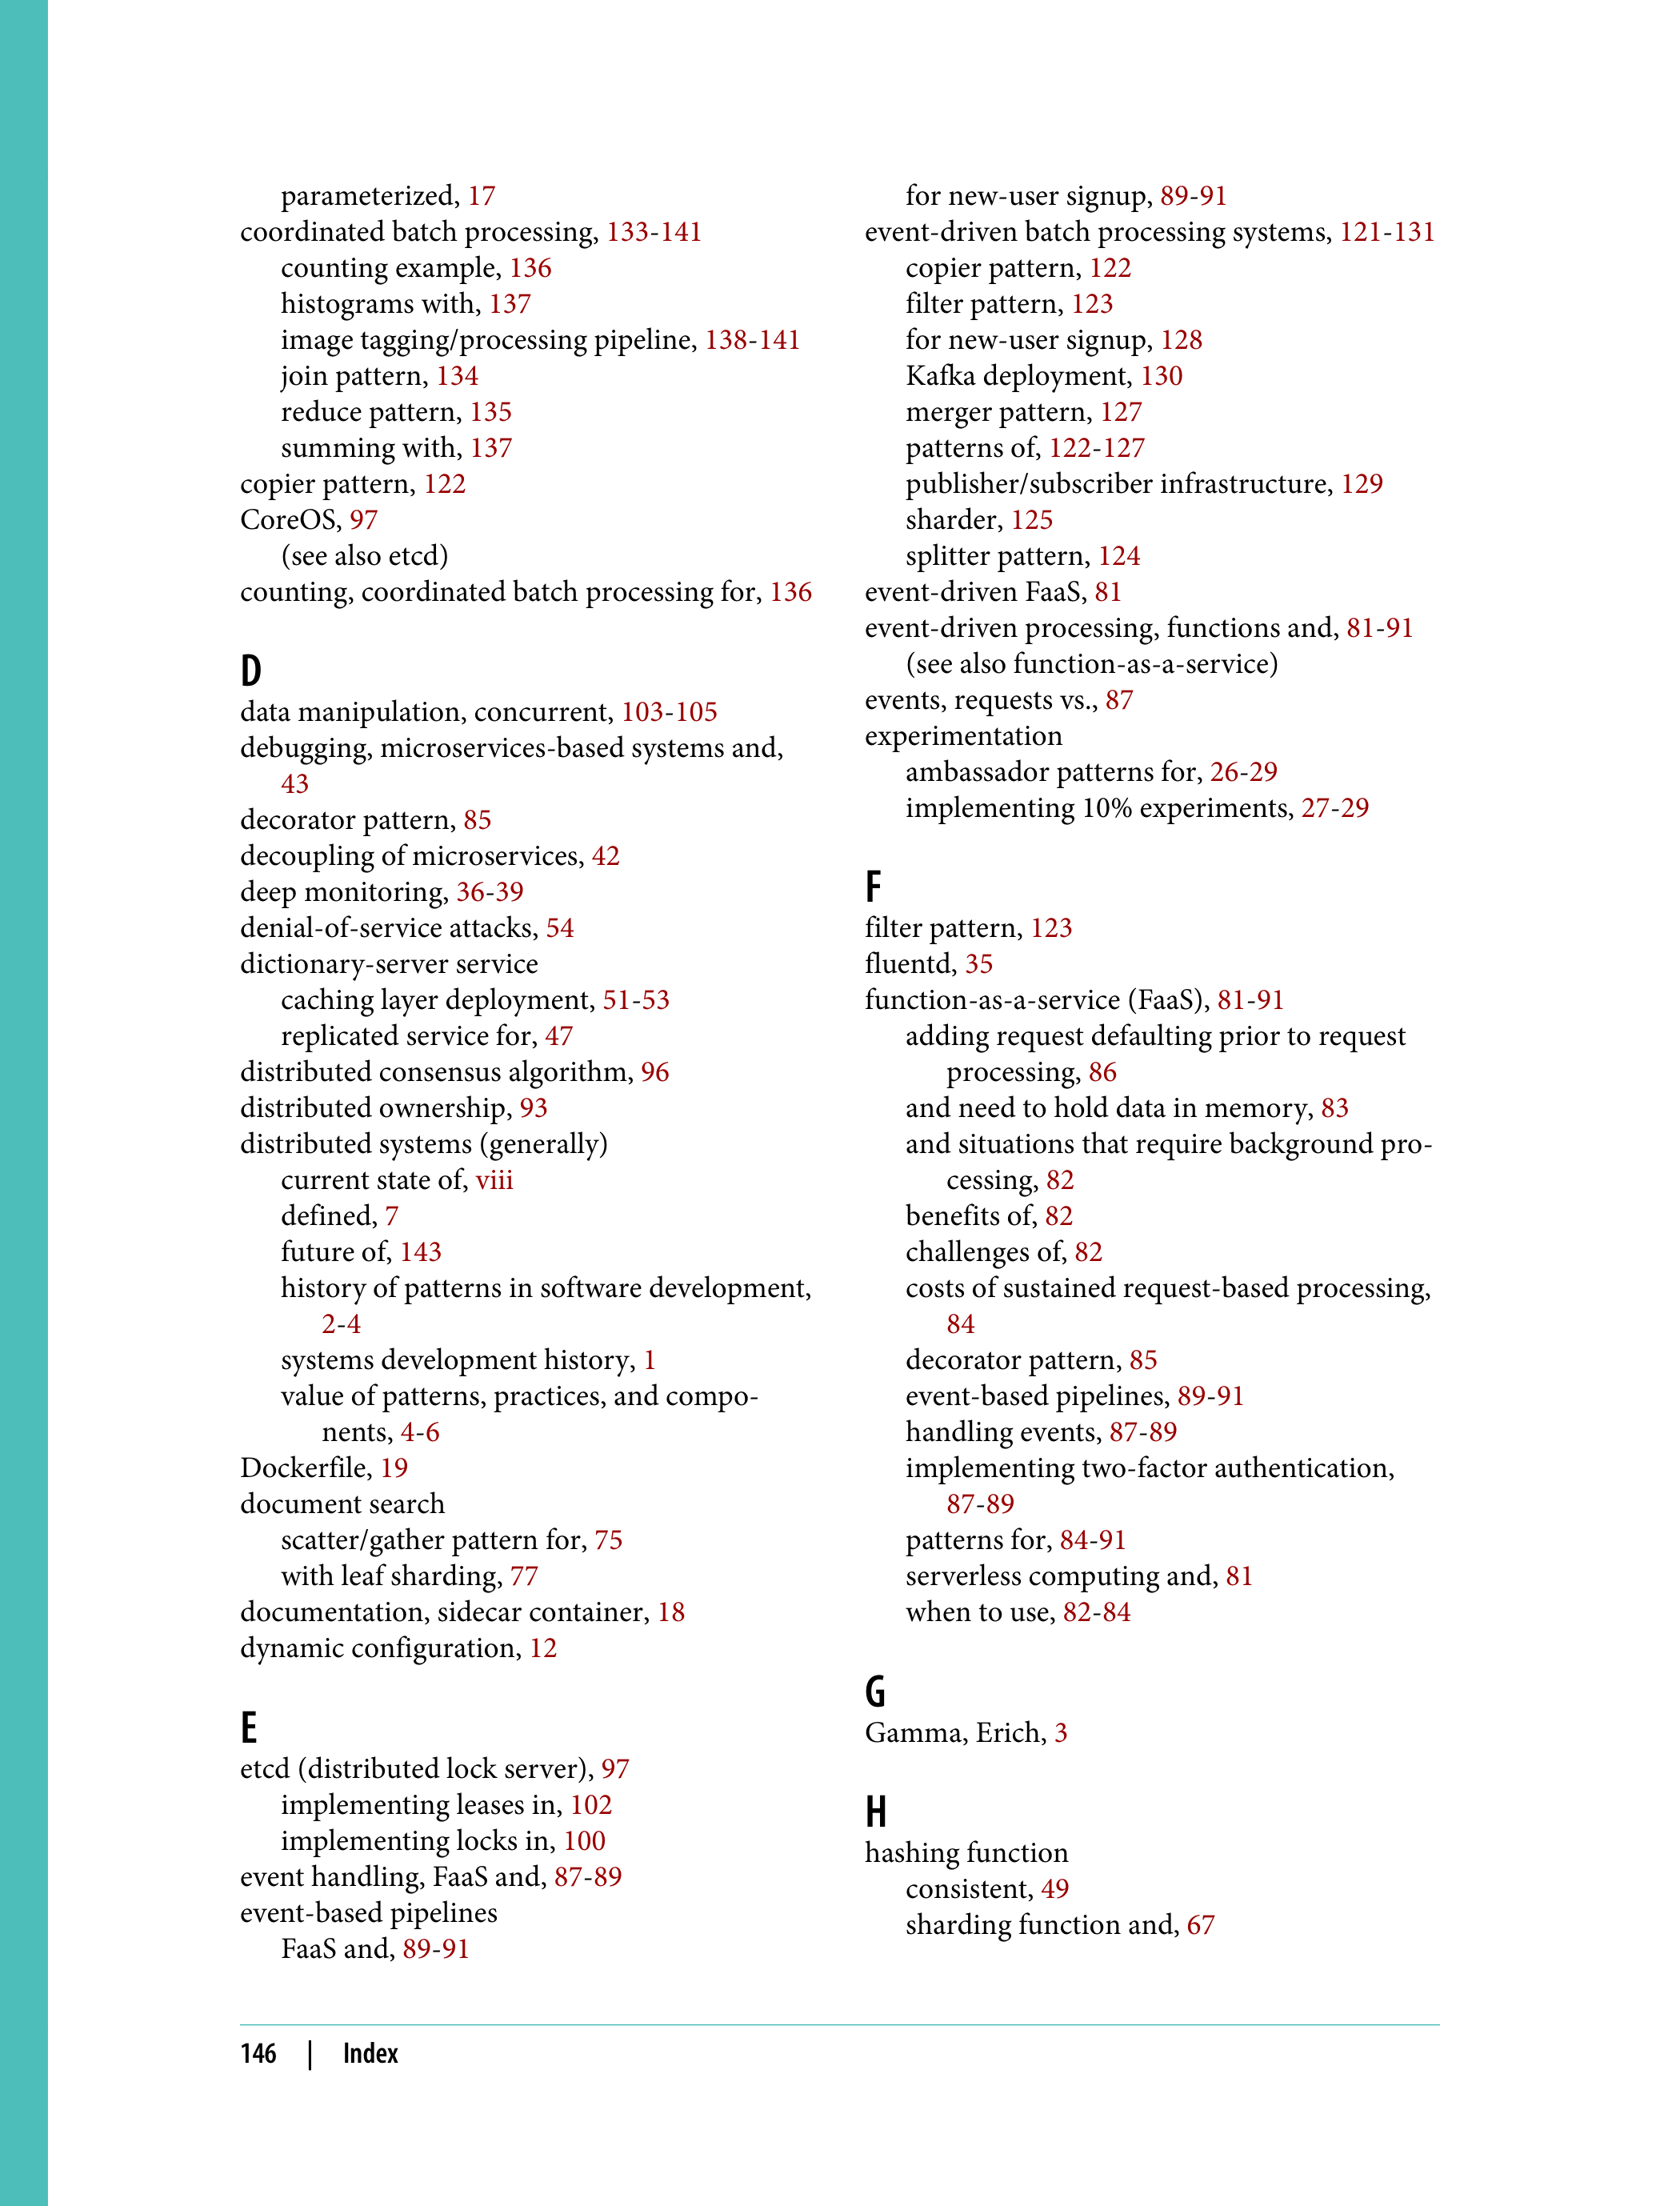 parameterized, 17
coordinated batch processing, 133-141
counting example, 136
histograms with, 137
image tagging/processing pipeline, 138-141
join pattern, 134
reduce pattern, 135
summing with, 137
copier pattern, 122
CoreOS, 97
(see also etcd)
counting, coordinated batch processing for, 136
D
data manipulation, concurrent, 103-105
debugging, microservices-based systems and,
43
decorator pattern, 85
decoupling of microservices, 42
deep monitoring, 36-39
denial-of-service attacks, 54
dictionary-server service
caching layer deployment, 51-53
replicated service for, 47
distributed consensus algorithm, 96
distributed ownership, 93
distributed systems (generally)
current state of, viii
defined, 7
future of, 143
history of patterns in software development,
2-4
systems development history, 1
value of patterns, practices, and compo-
nents, 4-6
Dockerfile, 19
document search
scatter/gather pattern for, 75
with leaf sharding, 77
documentation, sidecar container, 18
dynamic configuration, 12
E
etcd (distributed lock server), 97
implementing leases in, 102
implementing locks in, 100
event handling, FaaS and, 87-89
event-based pipelines
FaaS and, 89-91
for new-user signup, 89-91
event-driven batch processing systems, 121-131
copier pattern, 122
filter pattern, 123
for new-user signup, 128
Kafka deployment, 130
merger pattern, 127
patterns of, 122-127
publisher/subscriber infrastructure, 129
sharder, 125
splitter pattern, 124
event-driven FaaS, 81
event-driven processing, functions and, 81-91
(see also function-as-a-service)
events, requests vs., 87
experimentation
ambassador patterns for, 26-29
implementing 10% experiments, 27-29
F
filter pattern, 123
fluentd, 35
function-as-a-service (FaaS), 81-91
adding request defaulting prior to request
processing, 86
and need to hold data in memory, 83
and situations that require background pro-
cessing, 82
benefits of, 82
challenges of, 82
costs of sustained request-based processing,
84
decorator pattern, 85
event-based pipelines, 89-91
handling events, 87-89
implementing two-factor authentication,
87-89
patterns for, 84-91
serverless computing and, 81
when to use, 82-84
G
Gamma, Erich, 3
H
hashing function
consistent, 49
sharding function and, 67
146 | Index